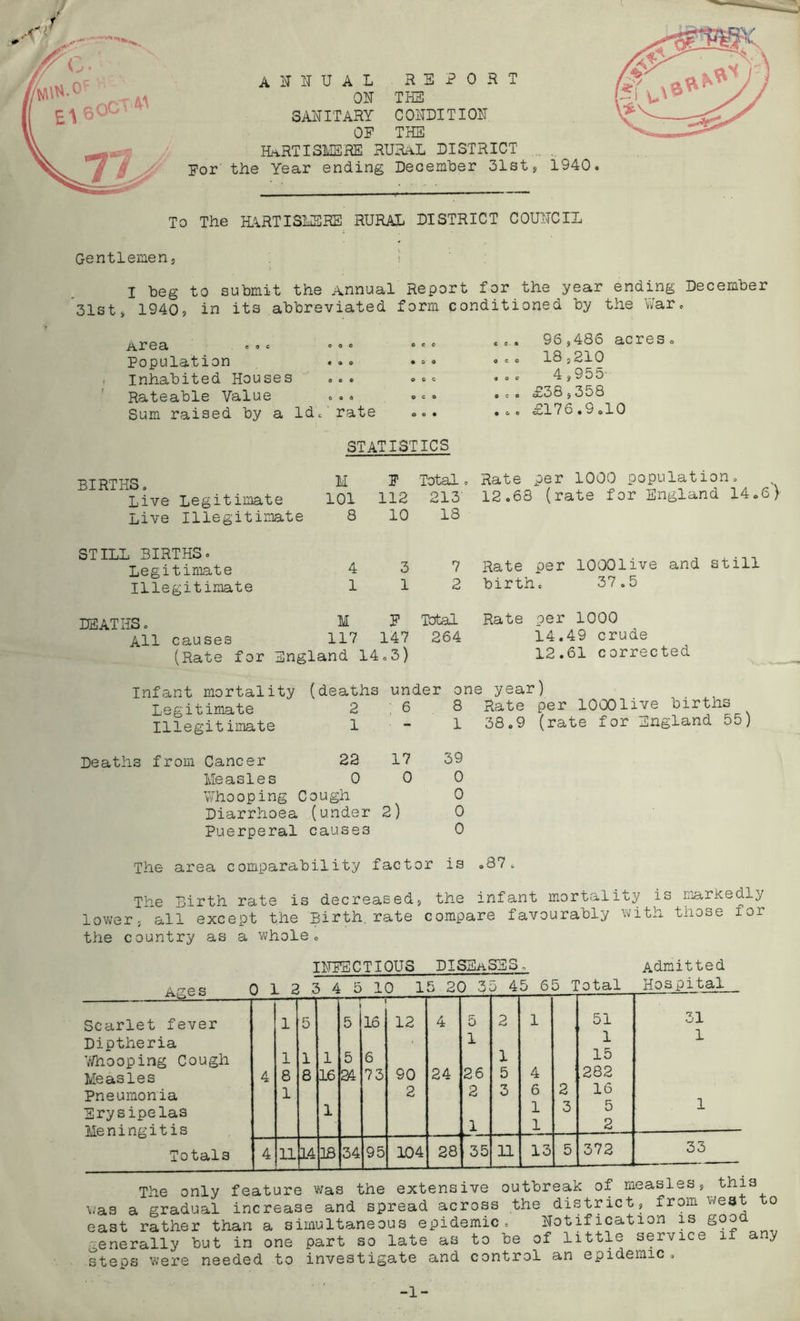 C.
MIN. OF
E1 6 OCT 41
77
LIBRARY
ANNUAL REPORT
ON THE
SANITARY CONDITION
OF THE
HARTISMERE RURAL DISTRICT
For the Year ending December 31st, 1940.
To The HARTISMERE RURAL DISTRICT COUNCIL
Gentlemen,
I beg to submit the Annual Report for the year ending December
31st, 1940, in its abbreviated form conditioned by the War.
Area ... ... ... ... 96,486 acres.
Population ... ... ... 18,210
Inhabited Houses ... ... ... 4,955
Rateable Value ... ... ... £38,358
Sum raised by a 1d. rate ... ... £176.9.10
STATISTICS
BIRTHS. M F Total. Rate per 1000 population.
Live Legitimate 101 112 213 12.68 (rate for England 14.6)
Live Illegitimate 8 10 18
STILL BIRTHS.
Legitimate 4 3 7 Rate per 1000live and still
Illegitimate 1 1 2 birth. 37.5
DEATHS. M F Total Rate per 1000
All causes 117 147 264 14.49 crude
(Rate for England 14.3) 12.61 corrected
Infant mortality (deaths under one year)
Legitimate 2 6 8 Rate per 1000live births
Illegitimate 1 - 1 38.9 (rate for England 55)
Deaths from Cancer 22 17 39
Measles 0 0 0
Whooping Cough 0
Diarrhoea (under 2) 0
Puerperal causes 0
The area comparability factor is .87.
The Birth rate is decreased, the infant mortality is markedly
lower, all except the Birth rate compare favourably with those for
the country as a whole.
INFECTIOUS DISEASES. Admitted
Ages 0 1 2 3 4 5 10 15 20 35 45 65 Total Hospital
Scarlet fever 1 5 5 16 12 4 5 2 1 51 31
Diptheria 1 1 1
Whooping Cough 1 1 1 5 6 1 15
Measles 4 8 8 16 24 73 90 24 26 5 4 282
Pneumonia 1 2 2 3 6 2 16
Erysipelas 1 1 3 5 1
Meningitis 1 1 2
Totals 4 11 14 18 34 95 104 28 35 11 13 5 372 33
The only feature was the extensive outbreak of measles, this
was a gradual increase and spread across the district, from west to
east rather than a simultaneous epidemic. Notification is good
generally but in one part so late as to be of little service if any
steps were needed to investigate and control an epidemic.
-1-